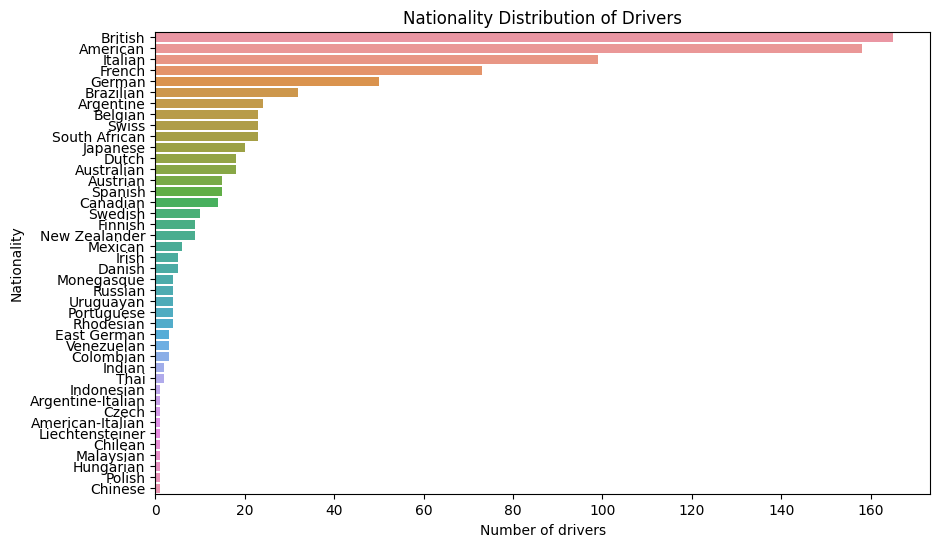 Nationality Distribution of Drivers
Nationality
British
American
Italian
French
German
Brazilian
Argentine
Belgian
Swiss
South African
Japanese
Dutch
Australian
Austrian
Spanish
Canadian
Swedish
Finnish
New Zealander
Mexican
Irish
Danish
Monegasque
Russian
Uruguayan
Portuguese
Rhodesian
East German
Venezuelan
Colombian
Indian
Thai
Indonesian
Argentine-Italian
Czech
American-Italian
Liechtensteiner
Chilean
Malaysian
Hungarian
Polish
Chinese
0 20 40 60 80 100 120 140 160
Number of drivers